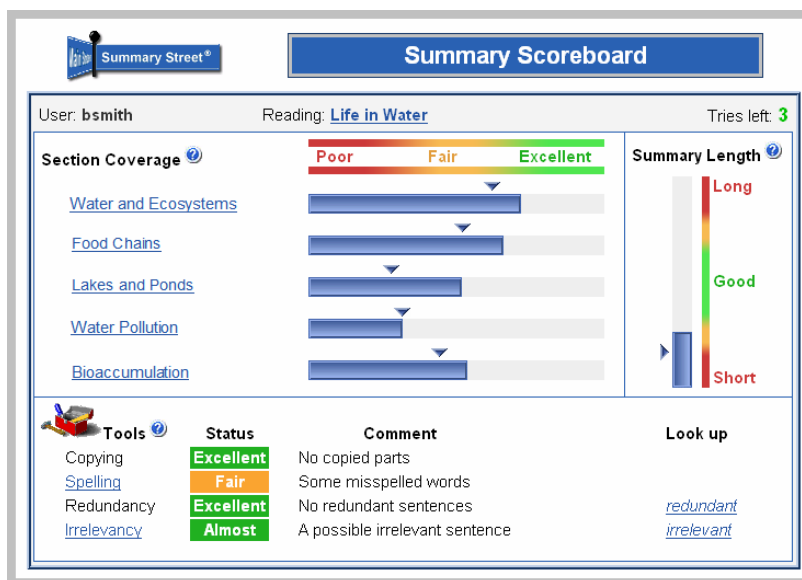 Main Street
Summary Street®
Summary Scoreboard
User: bsmith Reading: Life in Water Tries left: 3
Section Coverage ? Poor Fair Excellent Summary Length ?
Long
Water and Ecosystems
Food Chains
Lakes and Ponds Good
Water Pollution
Bioaccumulation Short
Tools ? Status Comment Look up
Copying Excellent No copied parts
Spelling Fair Some misspelled words
Redundancy Excellent No redundant sentences redundant
Irrelevancy Almost A possible irrelevant sentence irrelevant